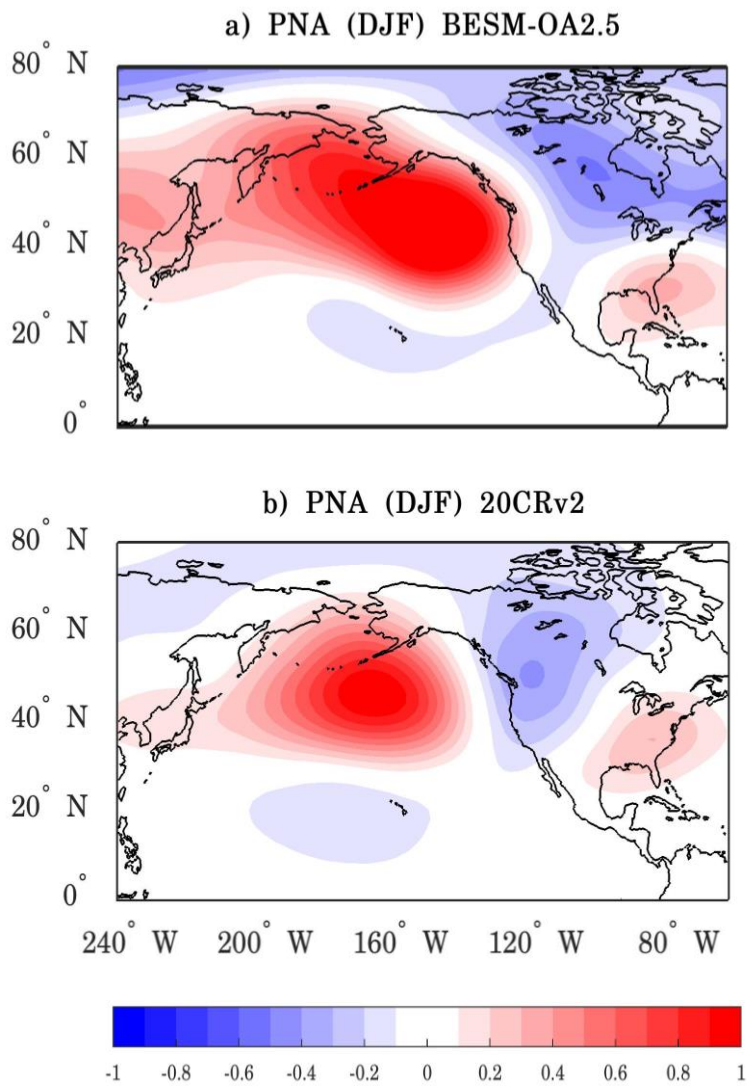 a) PNA (DJF) BESM-OA2.5
80° N
60° N
40° N
20° N
0°
b) PNA (DJF) 20CRv2
80° N
60° N
40° N
20° N
0°
240° W 200° W 160° W 120° W 80° W
-1 -0.8 -0.6 -0.4 -0.2 0 0.2 0.4 0.6 0.8 1